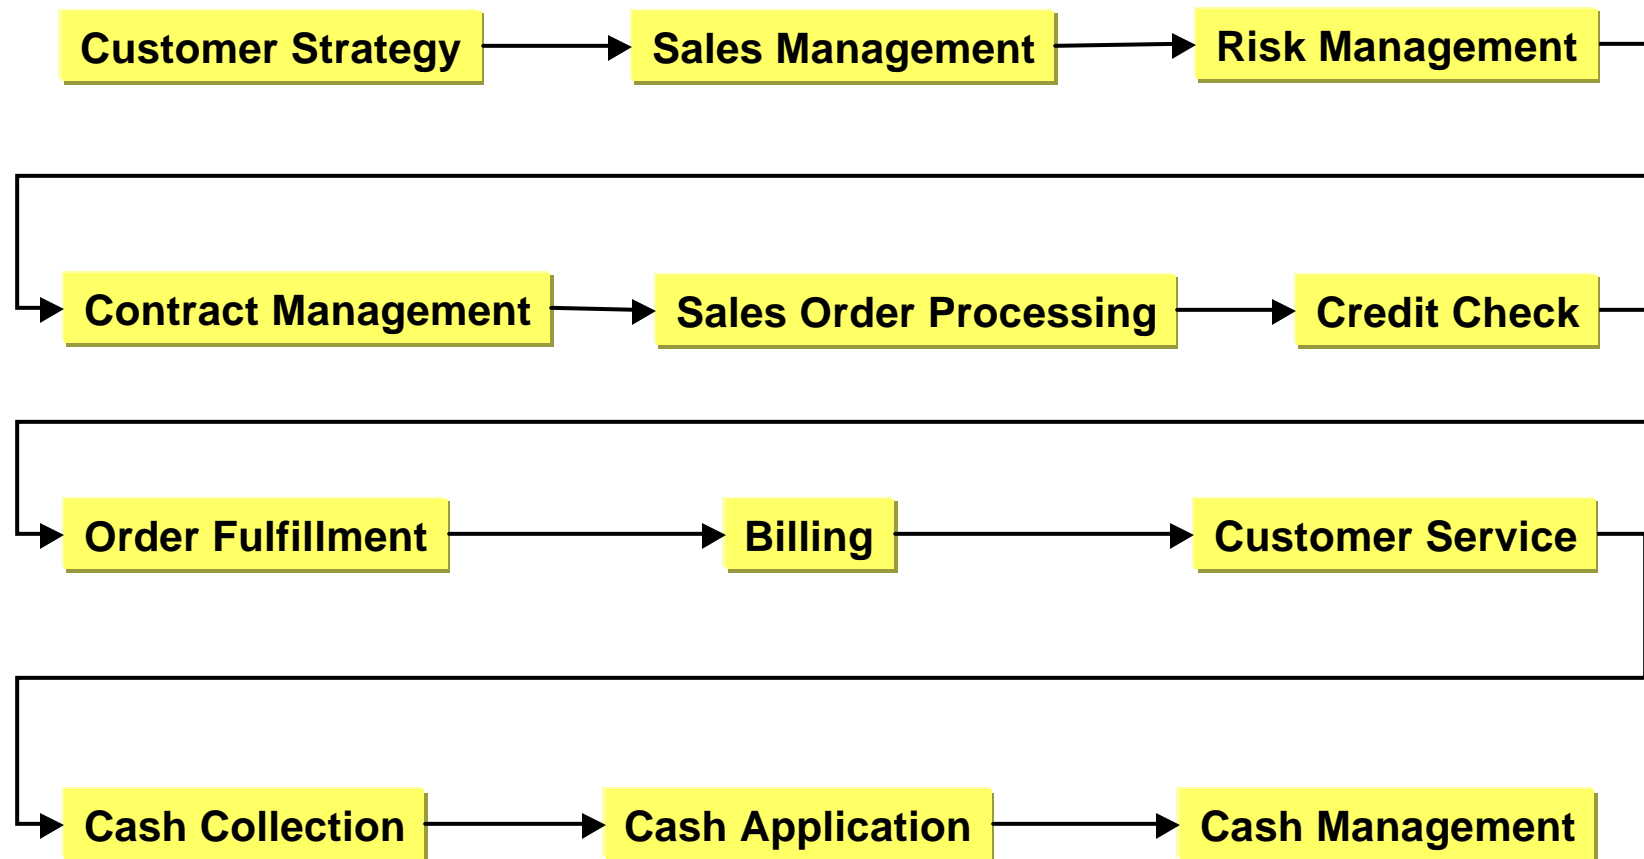 Customer Strategy
Sales Management
Risk Management
Contract Management
Sales Order Processing
Credit Check
Order Fulfillment
Billing
Customer Service
Cash Collection
Cash Application
Cash Management